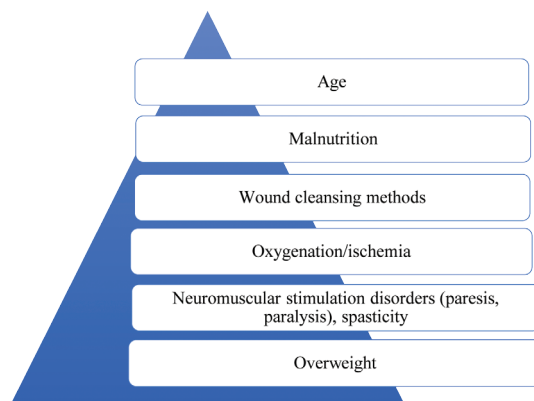 Age
Malnutrition
Wound cleansing methods
Oxygenation/ischemia
Neuromuscular stimulation disorders (paresis,
paralysis), spasticity
Overweight